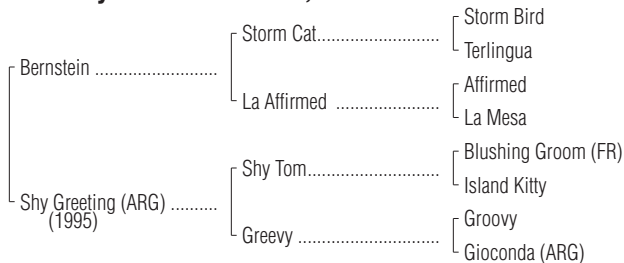 Storm Bird
Storm Cat........................
Terlingua
Bernstein ........................
Affirmed
La Affirmed ....................
La Mesa
Blushing Groom (FR)
Shy Tom..........................
Island Kitty
Shy Greeting (ARG) ..........
(1995)
Groovy
Greevy ...........................
Gioconda (ARG)